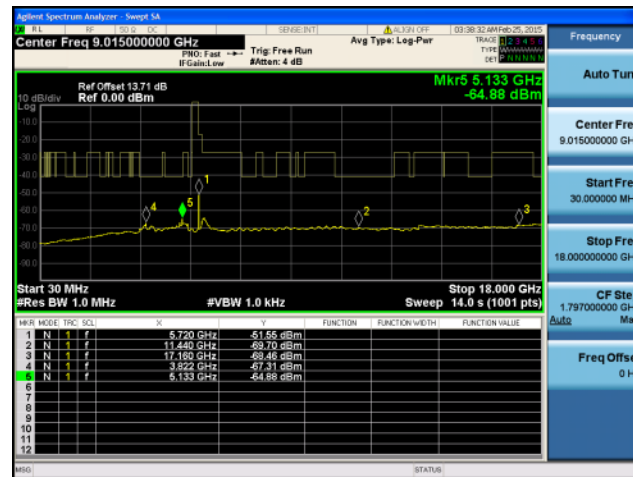 Agilent Spectrum Analyzer - Swept SA
RL RF 50 Ω DC SENSE:INT ALIGN OFF 03:38:32 AM Feb 25, 2015
Center Freq 9.015000000 GHz Avg Type: Log-Pwr TRACE 1 2 3 4 5 6
PNO: Fast Trig: Free Run TYPE
IFGain:Low #Atten: 4 dB DET P N N N N N
Mkr5 5.133 GHz
Ref Offset 13.71 dB
10 dB/div Ref 0.00 dBm -64.88 dBm
Log
-10.0
-20.0
-30.0
-40.0
-50.0
-60.0
-70.0
-80.0
-90.0
1
4
5
2
3
Start 30 MHz Stop 18.000 GHz
#Res BW 1.0 MHz #VBW 1.0 kHz Sweep 14.0 s (1001 pts)
MKR MODE TRC SCL X Y FUNCTION FUNCTION WIDTH FUNCTION VALUE
1 N 1 f 5.720 GHz -51.55 dBm
2 N 1 f 11.440 GHz -69.70 dBm
3 N 1 f 17.160 GHz -68.46 dBm
4 N 1 f 3.822 GHz -67.31 dBm
5 N 1 f 5.133 GHz -64.88 dBm
6
7
8
9
10
11
12
MSG STATUS
Frequency
Auto Tun
Center Fre
9.015000000 GH
Start Fre
30.000000 MH
Stop Fre
18.000000000 GH
CF Ste
1.797000000 GH
Auto Ma
Freq Offse
0 H